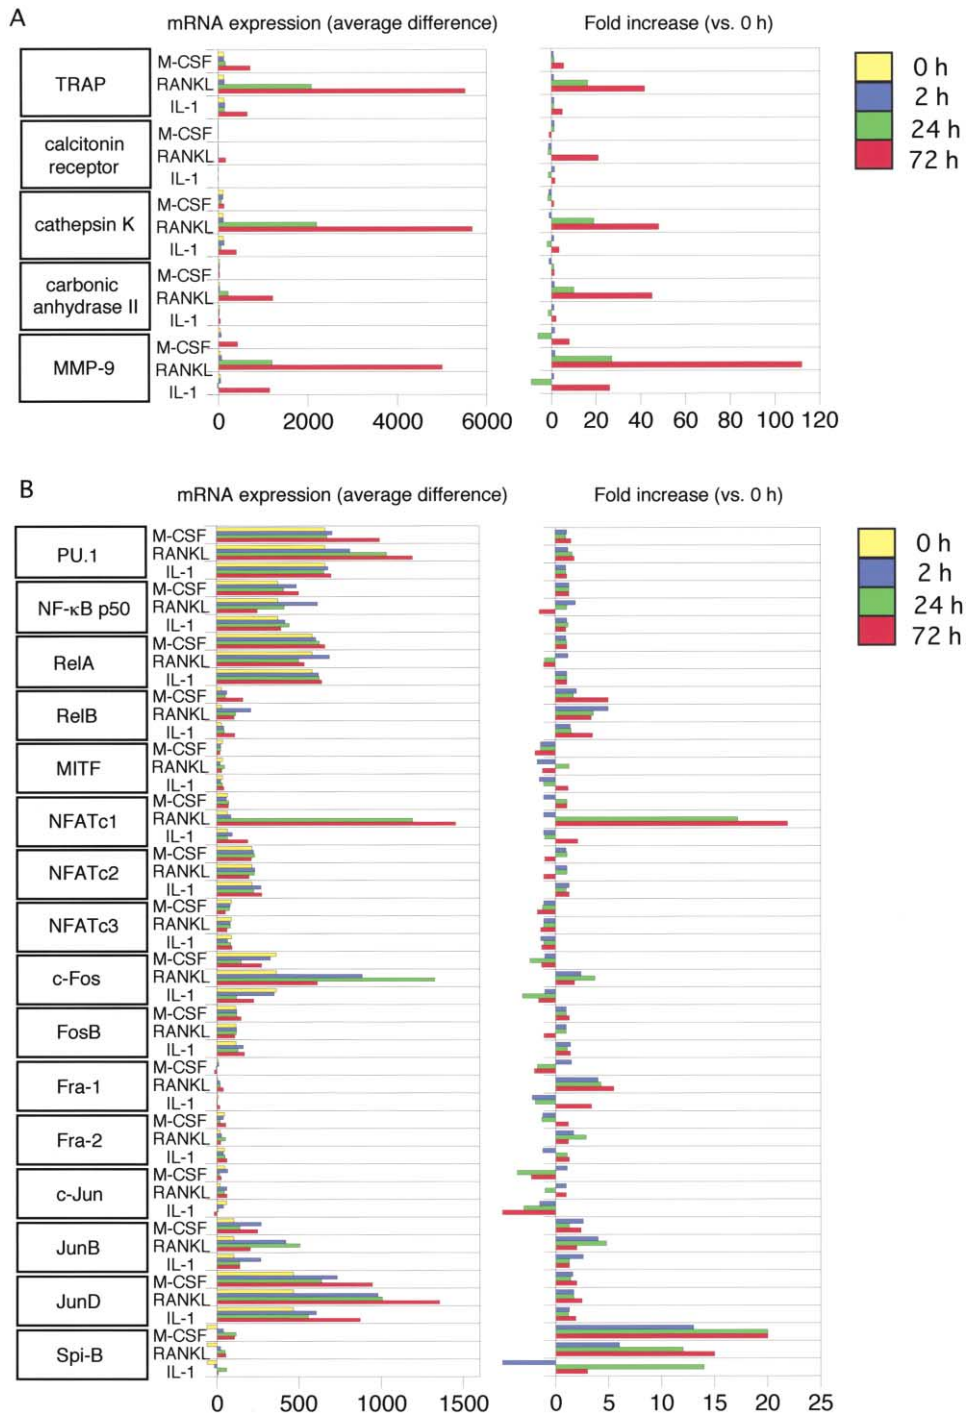 A
mRNA expression (average difference)
Fold increase (vs. 0 h)
TRAP
M-CSF
RANKL
IL-1
calcitonin
receptor
M-CSF
RANKL
IL-1
cathepsin K
M-CSF
RANKL
IL-1
carbonic
anhydrase II
M-CSF
RANKL
IL-1
MMP-9
M-CSF
RANKL
IL-1
0 2000 4000 6000
0 20 40 60 80 100 120
0 h
2 h
24 h
72 h
B
mRNA expression (average difference)
Fold increase (vs. 0 h)
PU.1
M-CSF
RANKL
IL-1
NF-κB p50
M-CSF
RANKL
IL-1
RelA
M-CSF
RANKL
IL-1
RelB
M-CSF
RANKL
IL-1
MITF
M-CSF
RANKL
IL-1
NFATc1
M-CSF
RANKL
IL-1
NFATc2
M-CSF
RANKL
IL-1
NFATc3
M-CSF
RANKL
IL-1
c-Fos
M-CSF
RANKL
IL-1
FosB
M-CSF
RANKL
IL-1
Fra-1
M-CSF
RANKL
IL-1
Fra-2
M-CSF
RANKL
IL-1
c-Jun
M-CSF
RANKL
IL-1
JunB
M-CSF
RANKL
IL-1
JunD
M-CSF
RANKL
IL-1
Spi-B
M-CSF
RANKL
IL-1
0 500 1000 1500
0 5 10 15 20 25
0 h
2 h
24 h
72 h